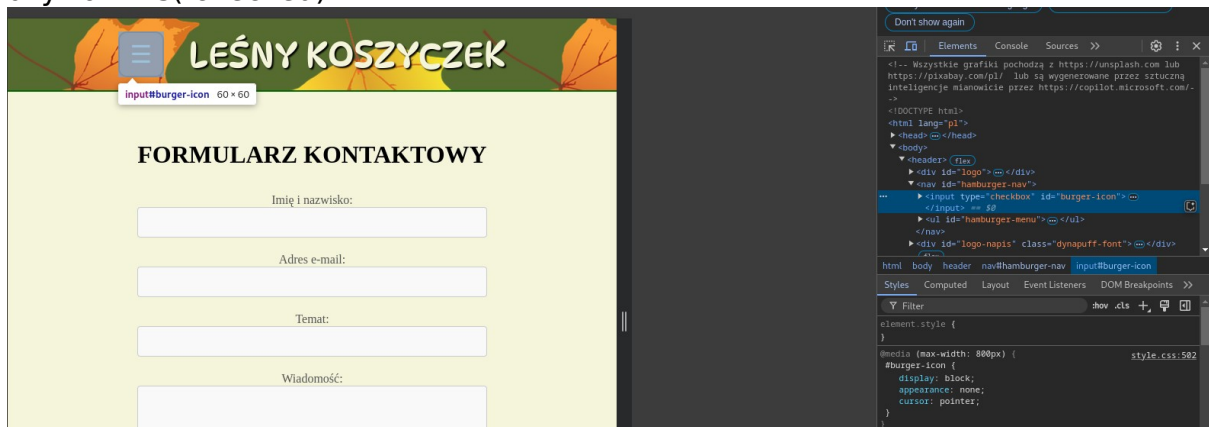 LEŚNY KOSZYCZEK
input#burger-icon 60 × 60
FORMULARZ KONTAKTOWY
Imię i nazwisko:
Adres e-mail:
Temat:
Wiadomość:
Don't show again
Elements Console Sources
<!-- Wszystkie grafiki pochodzą z https://unsplash.com lub
https://pixabay.com/pl/ lub są wygenerowane przez sztuczną
inteligencje mianowicie przez https://copilot.microsoft.com/-
->
<!DOCTYPE html>
<html lang="pl">
<head> </head>
<body>
<header> flex
<div id="logo"> </div>
<nav id="hamburger-nav">
<input type="checkbox" id="burger-icon">
</input> == $0
<ul id="hamburger-menu"> </ul>
</nav>
<div id="logo-napis" class="dynapuff-font"> </div>
html body header nav#hamburger-nav input#burger-icon
Styles Computed Layout Event Listeners DOM Breakpoints
Filter :hov .cls
element.style {
}
@media (max-width: 800px) { style.css:502
#burger-icon {
display: block;
appearance: none;
cursor: pointer;
}
}